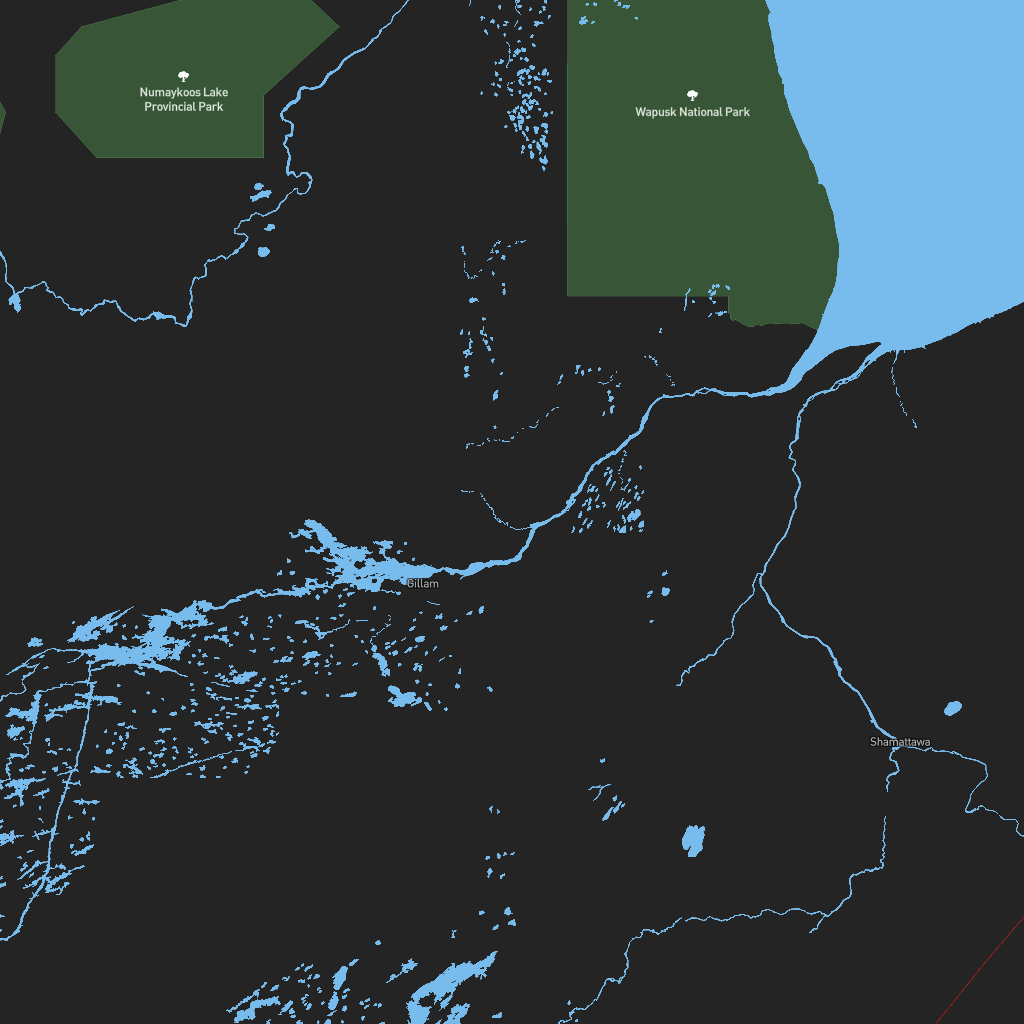 Numaykoos Lake
Provincial Park
Wapusk National Park
Gillam
Shamattawa